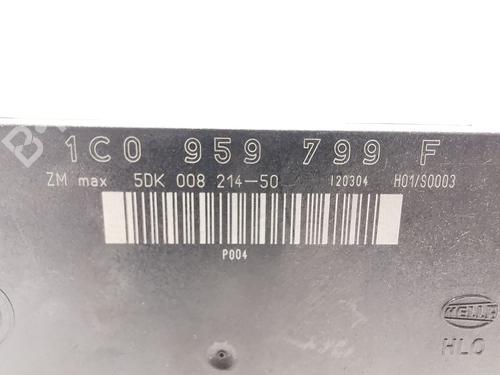 1C0 959 799 F
ZM max 5DK 008 214-50 120304 H01/S0003
P004
HELLA
HLO